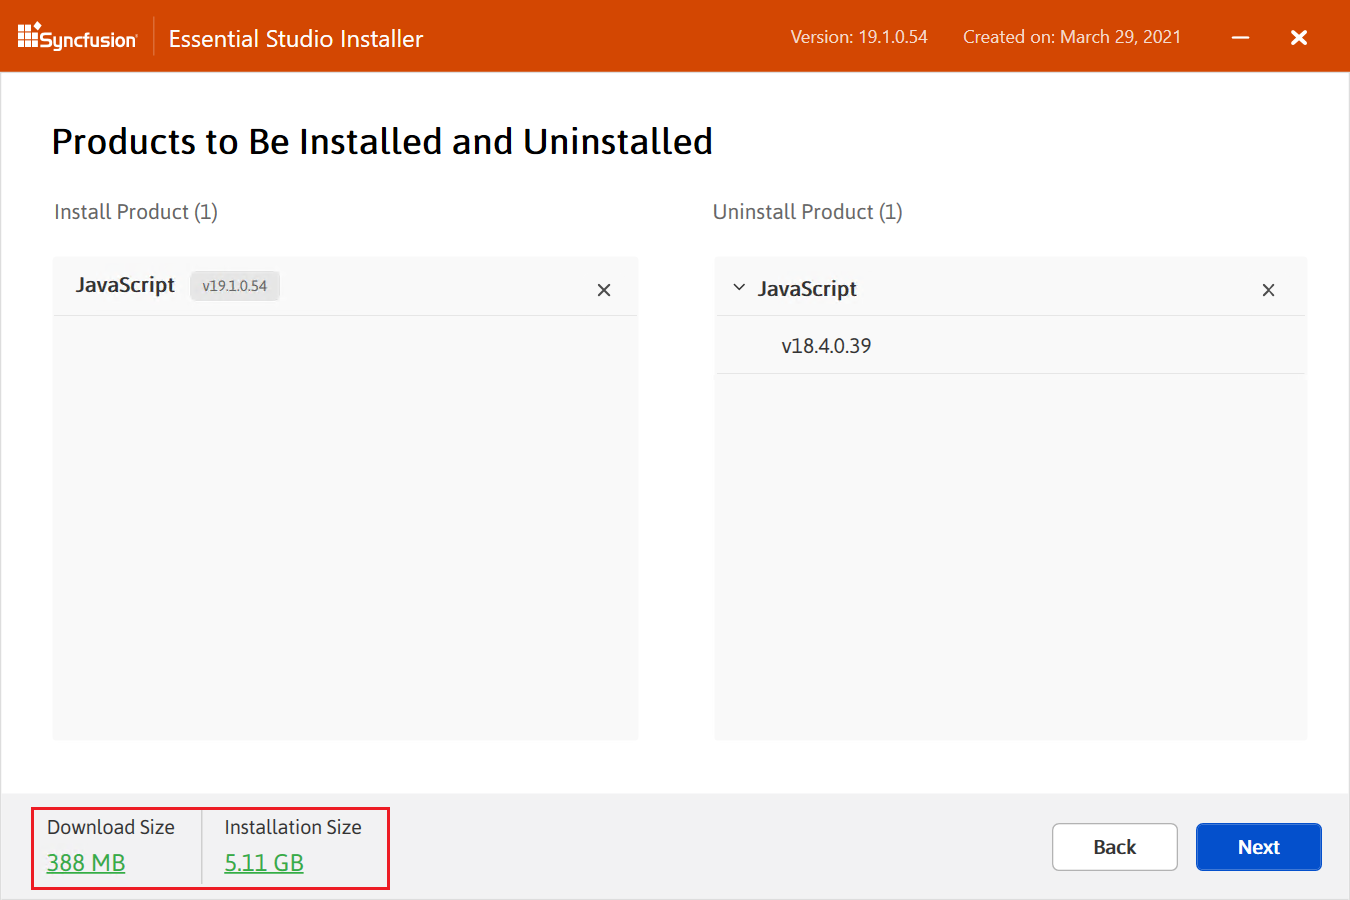 Syncfusion
Essential Studio Installer
Version: 19.1.0.54
Created on: March 29, 2021
Products to Be Installed and Uninstalled
Install Product (1)
Uninstall Product (1)
JavaScript v19.1.0.54
JavaScript
v18.4.0.39
Download Size
388 MB
Installation Size
5.11 GB
Back
Next